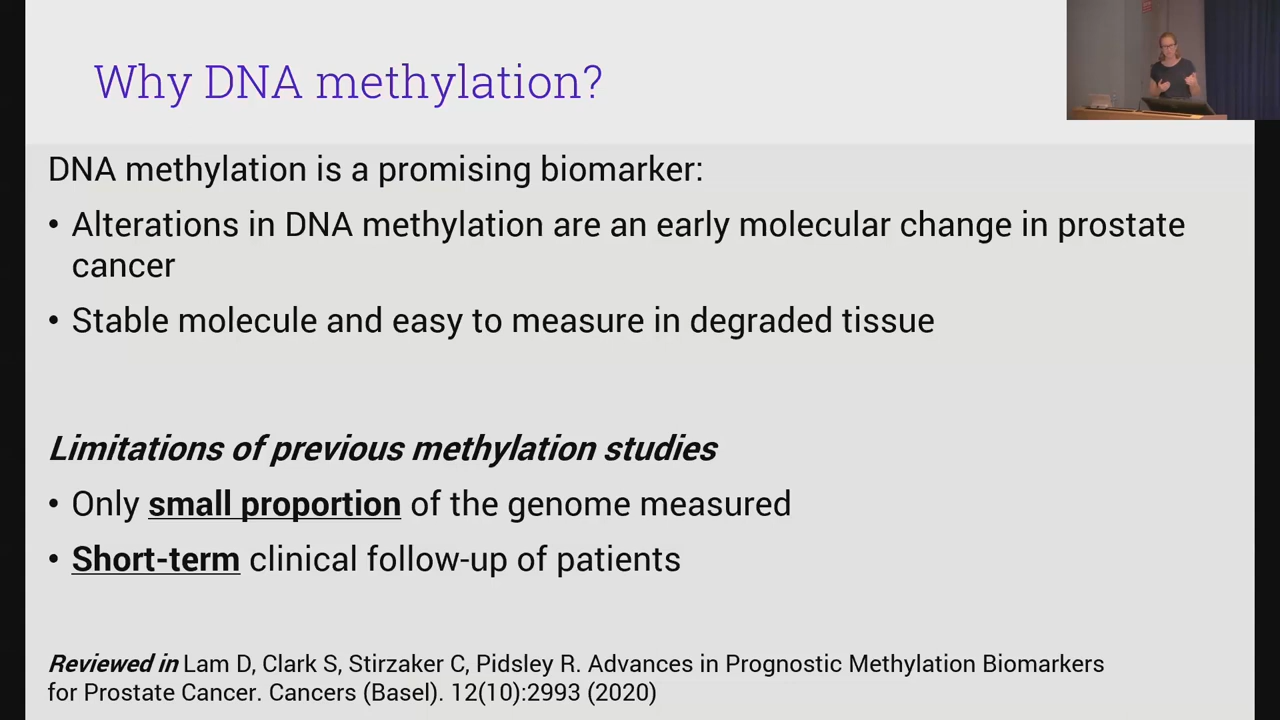 Why DNA methylation?
DNA methylation is a promising biomarker:
• Alterations in DNA methylation are an early molecular change in prostate
cancer
• Stable molecule and easy to measure in degraded tissue
Limitations of previous methylation studies
• Only small proportion of the genome measured
• Short-term clinical follow-up of patients
Reviewed in Lam D, Clark S, Stirzaker C, Pidsley R. Advances in Prognostic Methylation Biomarkers
for Prostate Cancer. Cancers (Basel). 12(10):2993 (2020)